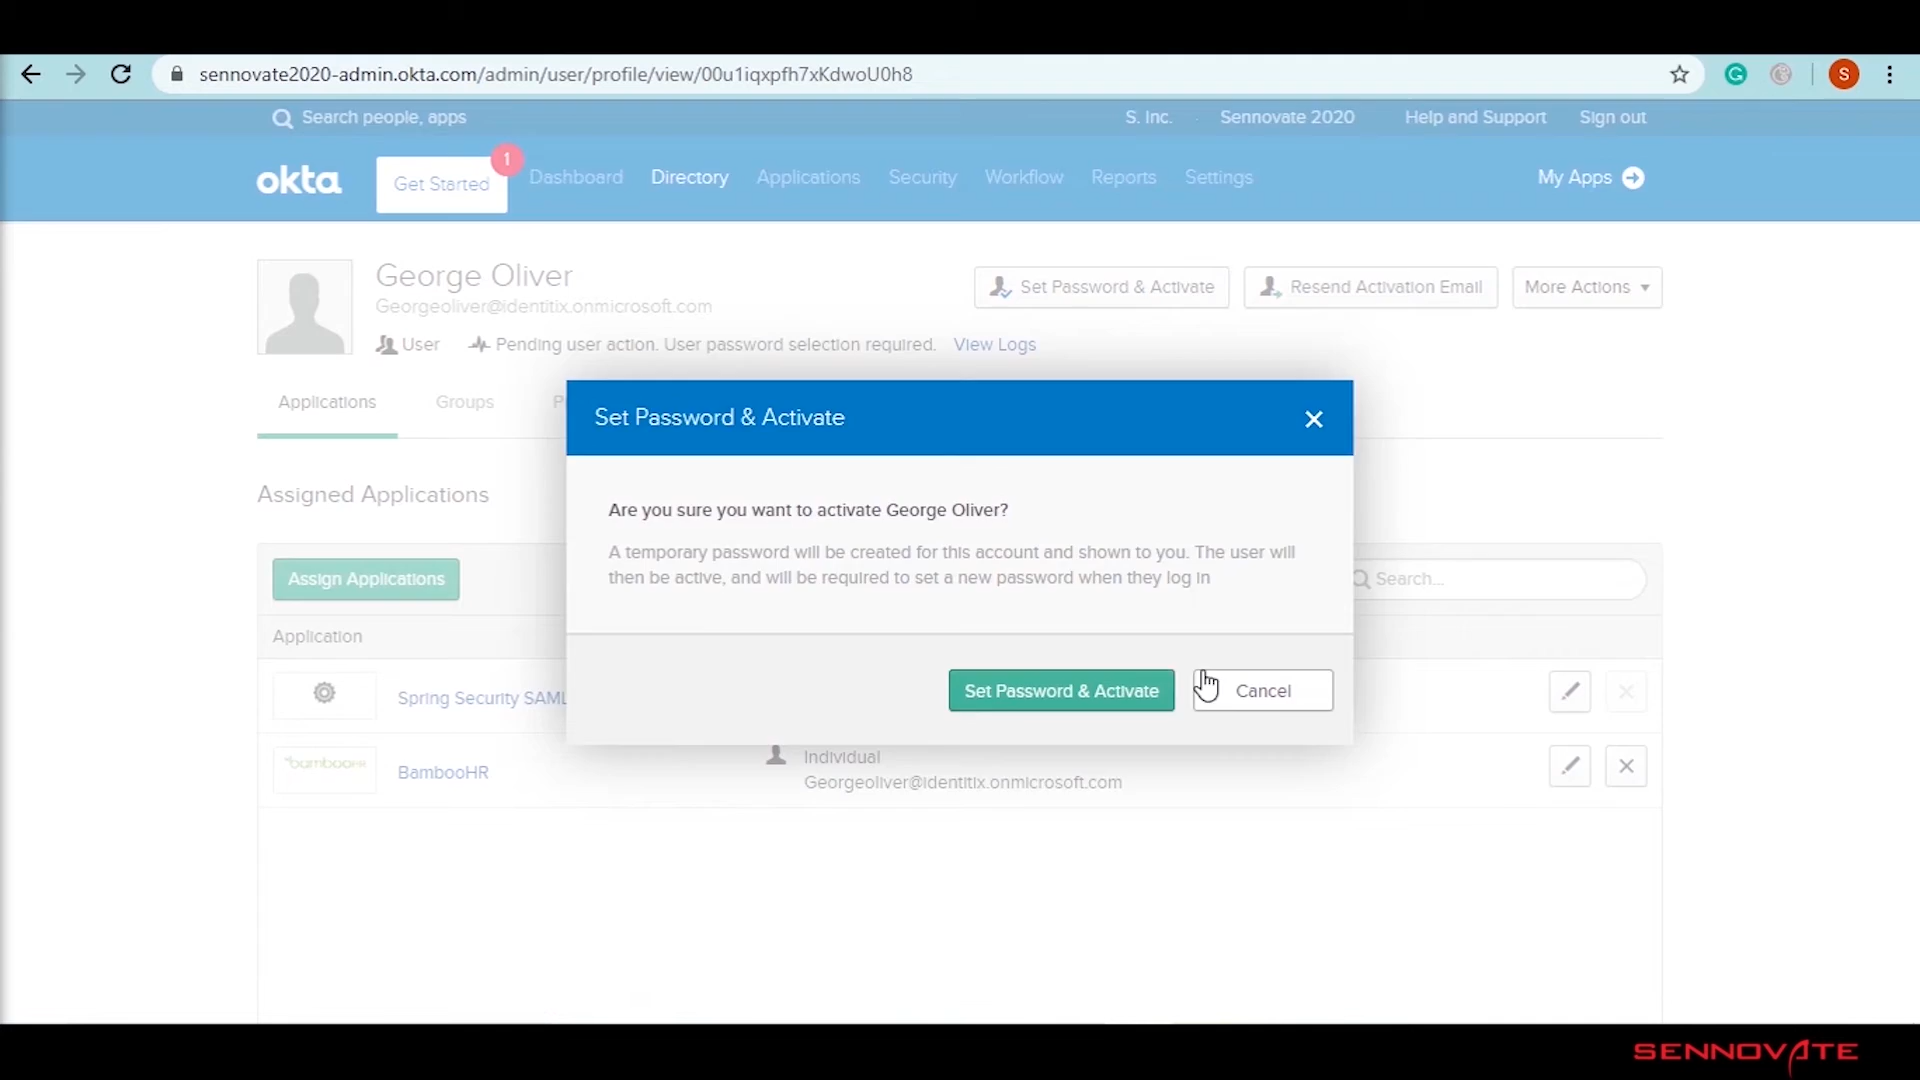 sennovate2020-admin.okta.com/admin/user/profile/view/00u1iqxpfh7xKdwoU0h8
S
Search people, apps
S. Inc.
Sennovate 2020
Help and Support
Sign out
okta
Get Started
1
Dashboard
Directory
Applications
Security
Workflow
Reports
Settings
My Apps
George Oliver
Georgeoliver@identitix.onmicrosoft.com
Set Password & Activate
Resend Activation Email
More Actions
User
Pending user action. User password selection required.
View Logs
Applications
Groups
Set Password & Activate
Are you sure you want to activate George Oliver?
A temporary password will be created for this account and shown to you. The user will
then be active, and will be required to set a new password when they log in
Set Password & Activate
Cancel
Assigned Applications
Assign Applications
Search...
Application
Spring Security SAML
bambooHR
BambooHR
Individual
Georgeoliver@identitix.onmicrosoft.com
SENNOVATE